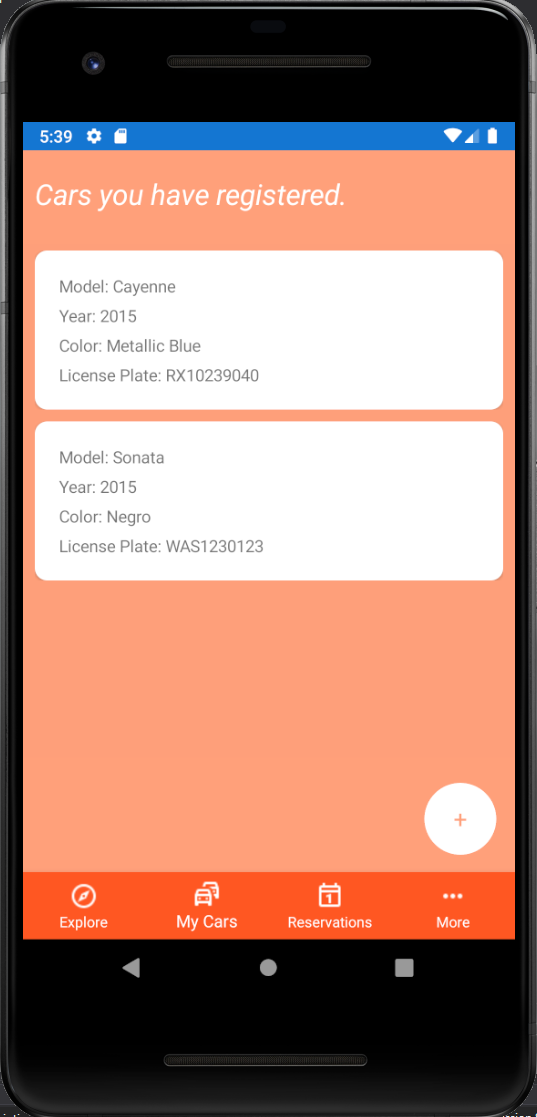 5:39
Cars you have registered.
Model: Cayenne
Year: 2015
Color: Metallic Blue
License Plate: RX10239040
Model: Sonata
Year: 2015
Color: Negro
License Plate: WAS1230123
+
1
Explore
My Cars
Reservations
More